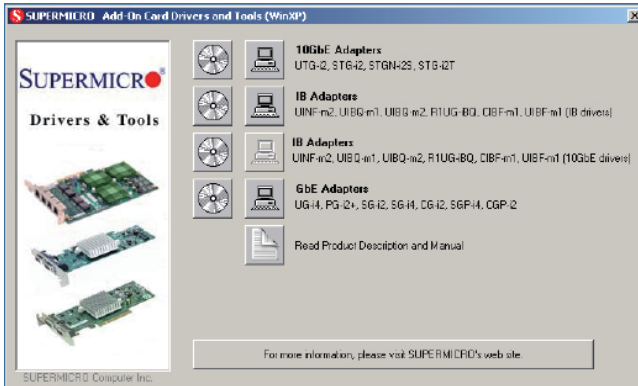 SUPERMICRO Add-On Card Drivers and Tools (WinXP)
SUPERMICRO
Drivers & Tools
10GbE Adapters
UTG-i2, STG-i2, STGN-i2S, STG-i2T
IB Adapters
UINF-m2, UIBQ-m1, UIBQ-m2, R1UG-IBQ, CIBF-m1, UIBF-m1 (IB drivers)
IB Adapters
UINF-m2, UIBQ-m1, UIBQ-m2, R1UG-IBQ, CIBF-m1, UIBF-m1 (10GbE drivers)
GbE Adapters
UG-i4, PG-i2+, SG-i2, SG-i4, CG-i2, SGP-i4, CGP-i2
Read Product Description and Manual
For more information, please visit SUPERMICRO's web site.
SUPERMICRO Computer Inc.